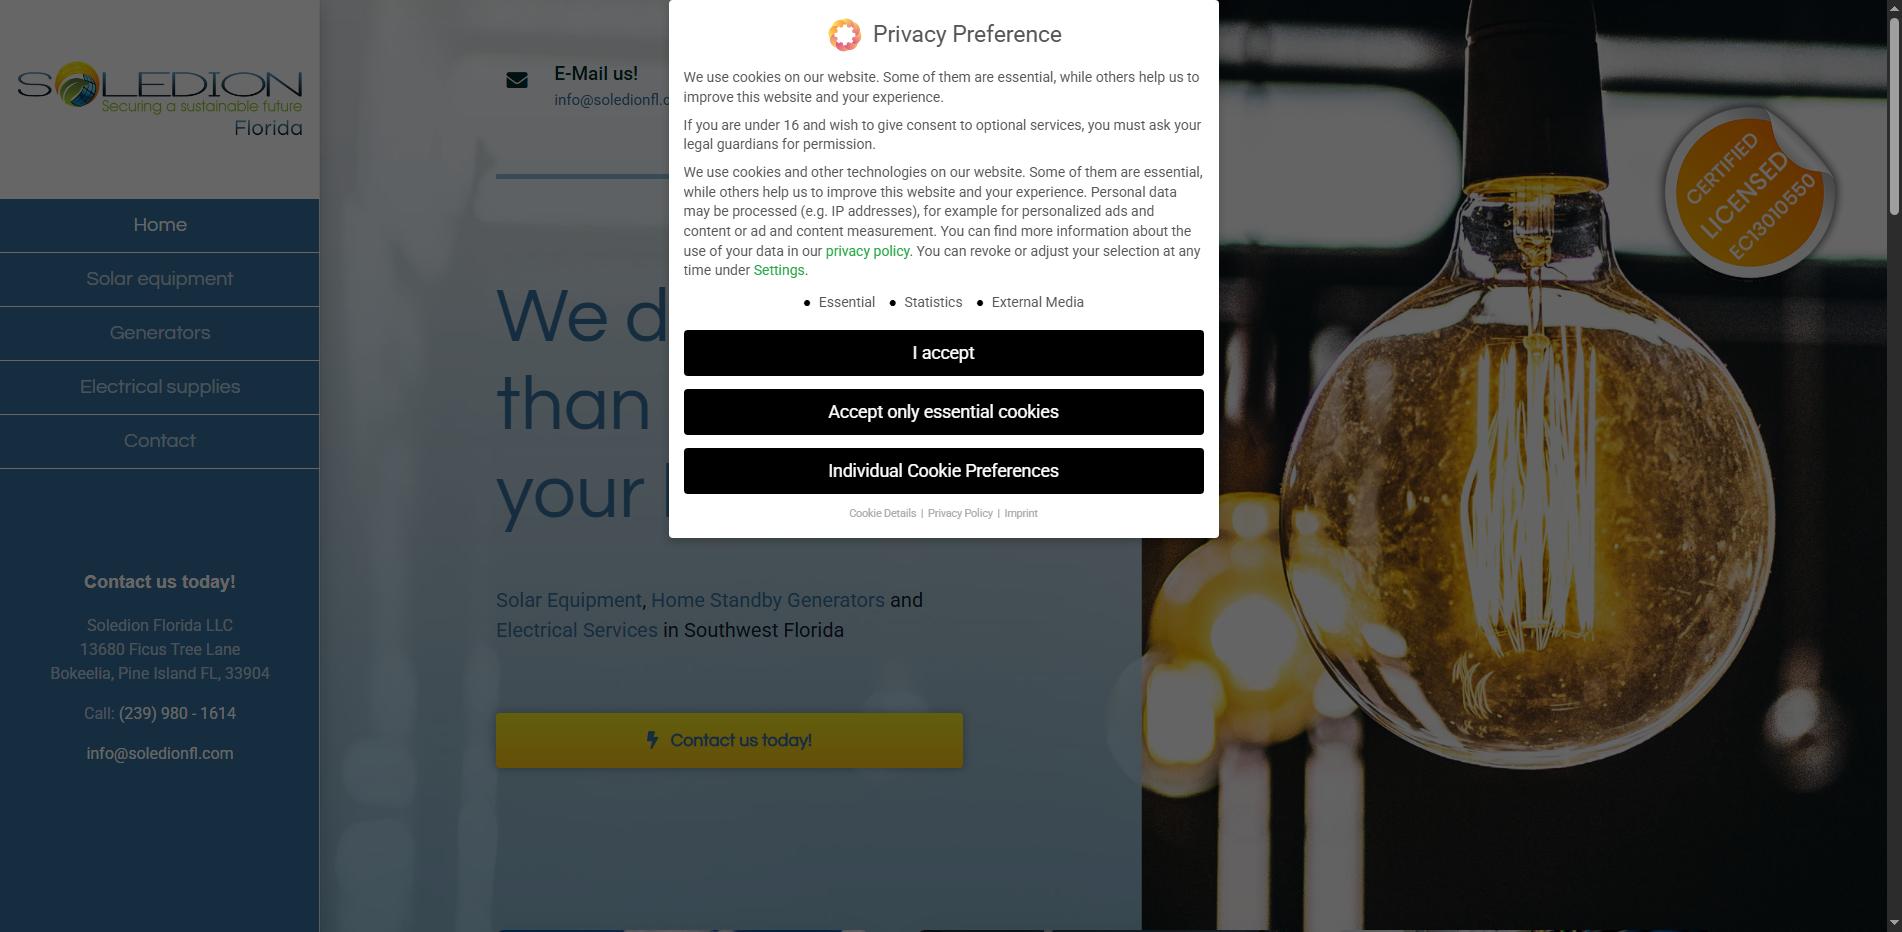 SOLEDION
Securing a sustainable future
Florida
Home
Solar equipment
Generators
Electrical supplies
Contact
Contact us today!
Soledion Florida LLC
13680 Ficus Tree Lane
Bokeelia, Pine Island FL, 33904
Call: (239) 980 - 1614
info@soledionfl.com
E-Mail us!
info@soledionfl.c
We d
than
your
Solar Equipment, Home Standby Generators and
Electrical Services in Southwest Florida
Contact us today!
CERTIFIED
LICENSED
EC13010550
Privacy Preference
We use cookies on our website. Some of them are essential, while others help us to
improve this website and your experience.
If you are under 16 and wish to give consent to optional services, you must ask your
legal guardians for permission.
We use cookies and other technologies on our website. Some of them are essential,
while others help us to improve this website and your experience. Personal data
may be processed (e.g. IP addresses), for example for personalized ads and
content or ad and content measurement. You can find more information about the
use of your data in our privacy policy. You can revoke or adjust your selection at any
time under Settings.
Essential
Statistics
External Media
I accept
Accept only essential cookies
Individual Cookie Preferences
Cookie Details | Privacy Policy | Imprint